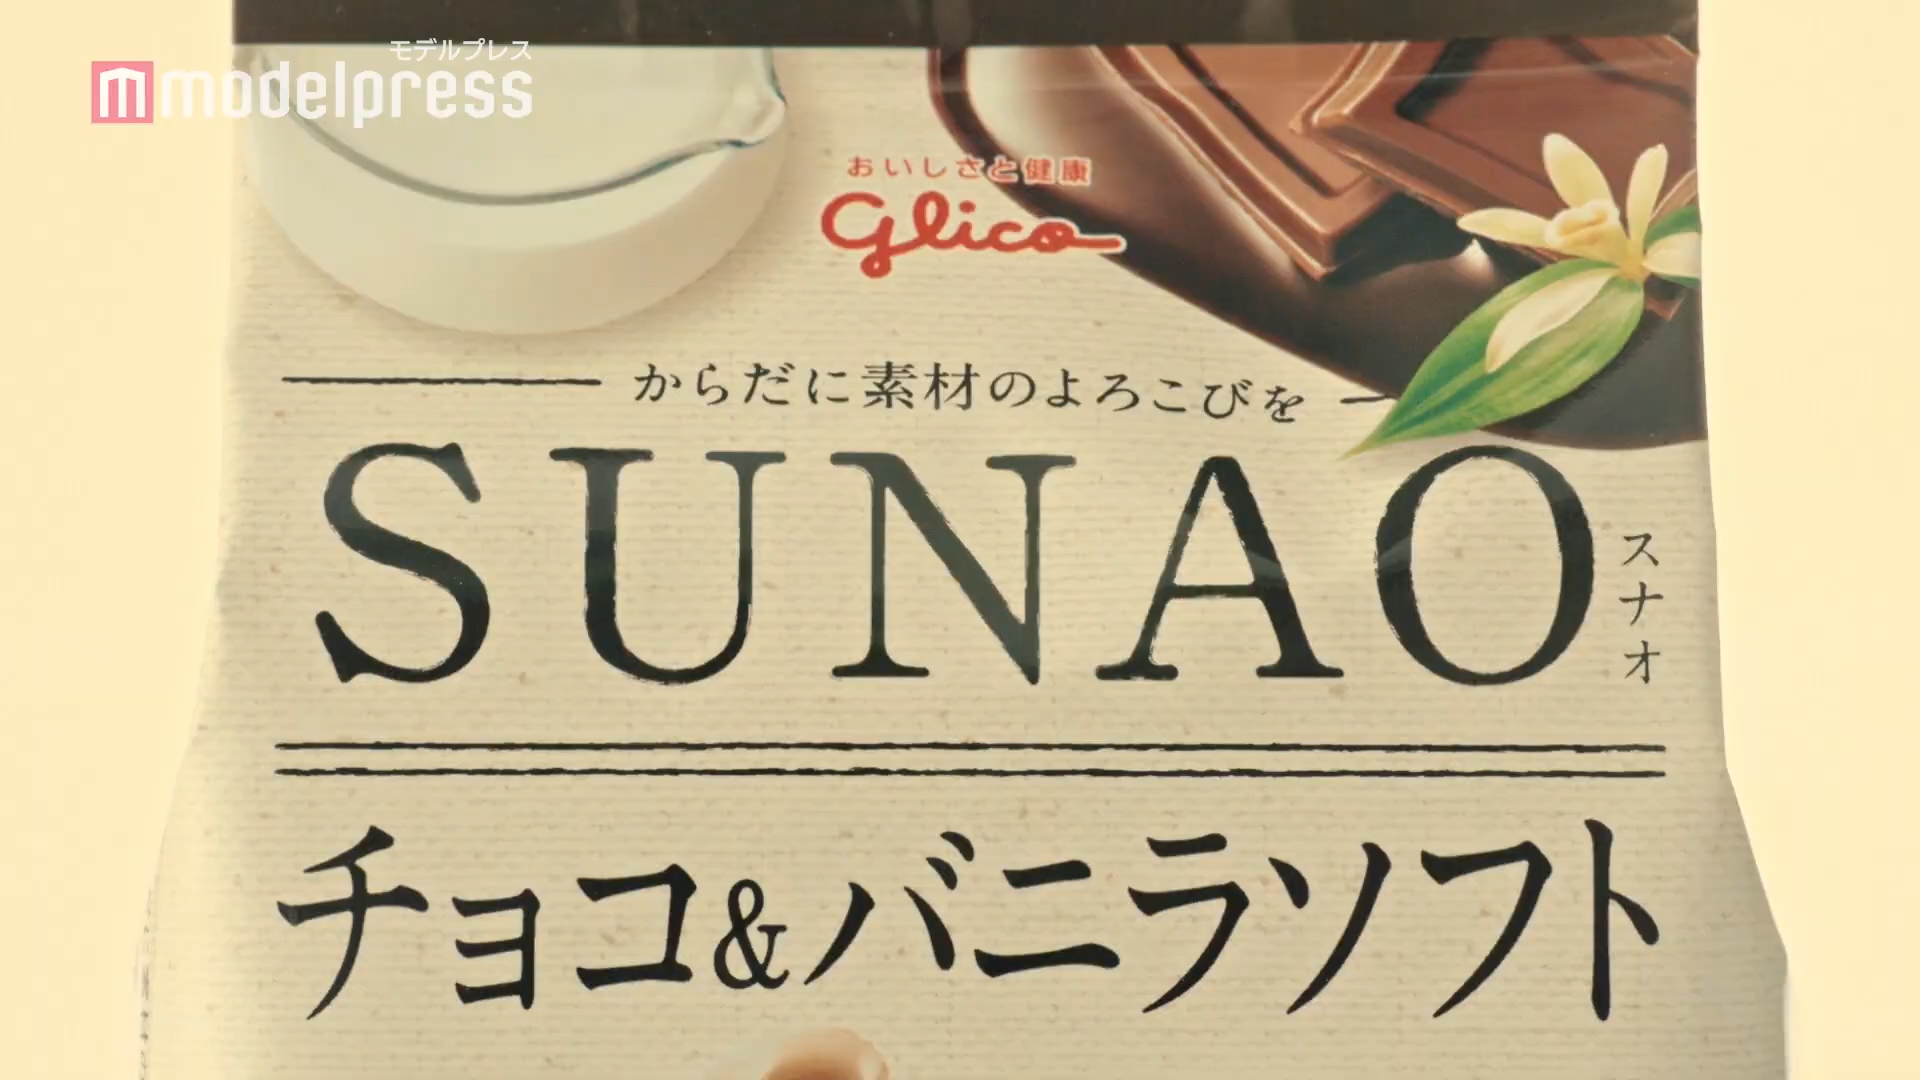 モデルプレス
modelpress
おいしさと健康
glico
からだに素材のよろこびを
SUNAO
スナオ
チョコ&バニラソフト